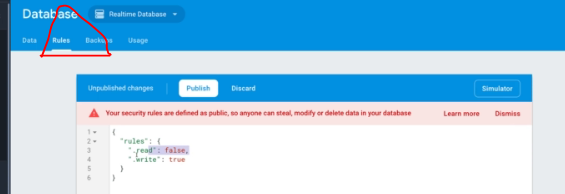 Database Realtime Database
Data Rules Backups Usage
Unpublished changes Publish Discard Simulator
Your security rules are defined as public, so anyone can steal, modify or delete data in your database Learn more Dismiss
1 {
2 "rules": {
3 ".read": false,
4 ".write": true
5 }
6 }